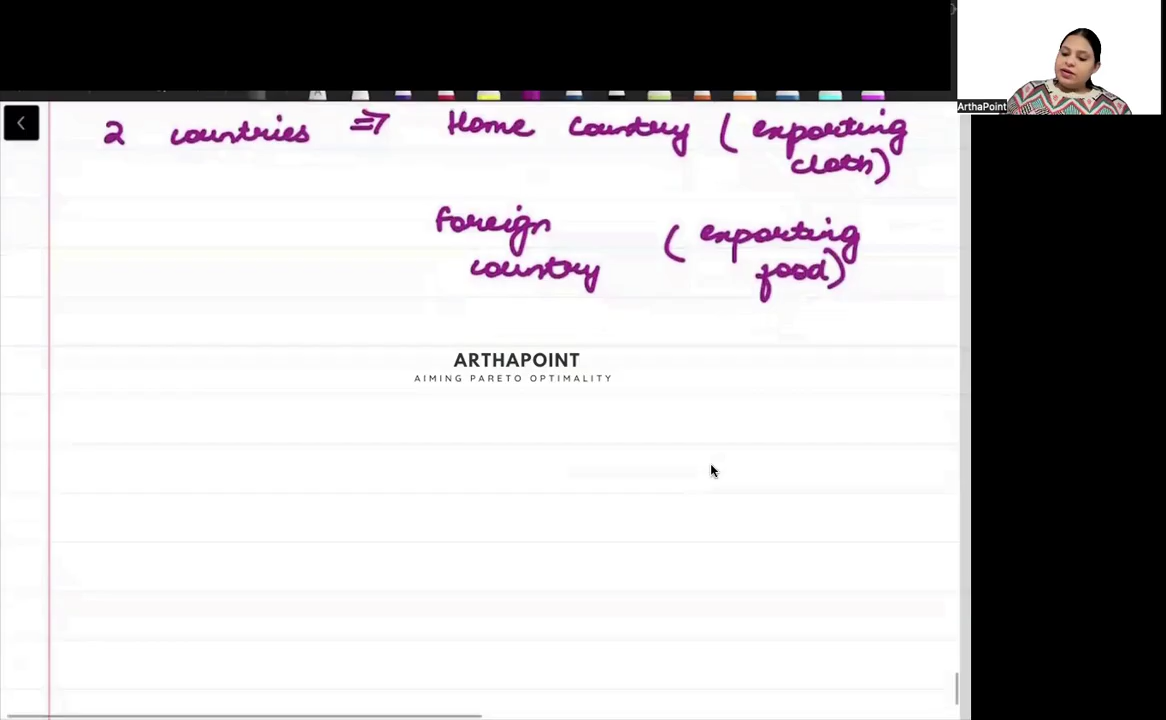 ArthaPoint
2 countries ⇒ Home Country (exporting
cloth)
Foreign (exporting
country food)
ARTHAPOINT
AIMING PARETO OPTIMALITY